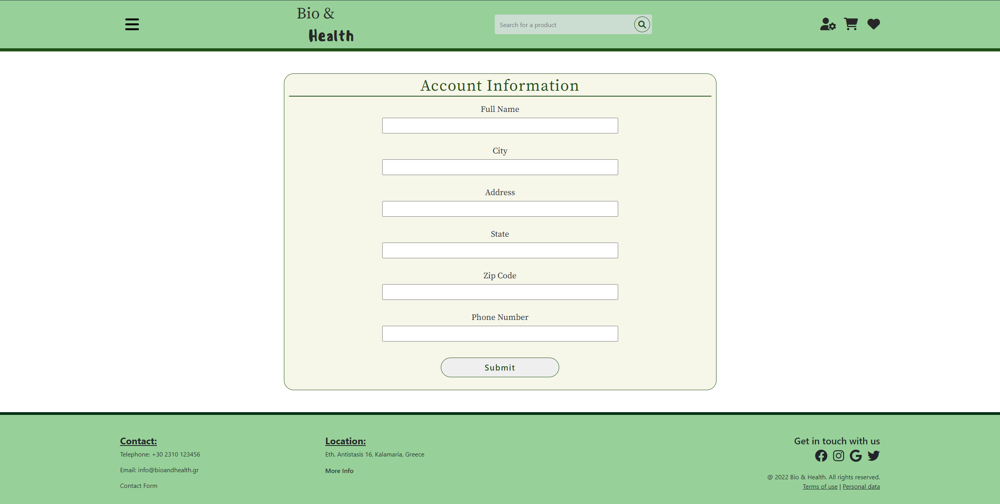 Bio &
Health
Search for a product
Account Information
Full Name
City
Address
State
Zip Code
Phone Number
Submit
Contact:
Telephone: +30 2310 123456
Email: info@bioandhealth.gr
Contact Form
Location:
Eth. Antistasis 16, Kalamaria, Greece
More Info
Get in touch with us
@ 2022 Bio & Health. All rights reserved.
Terms of use | Personal data